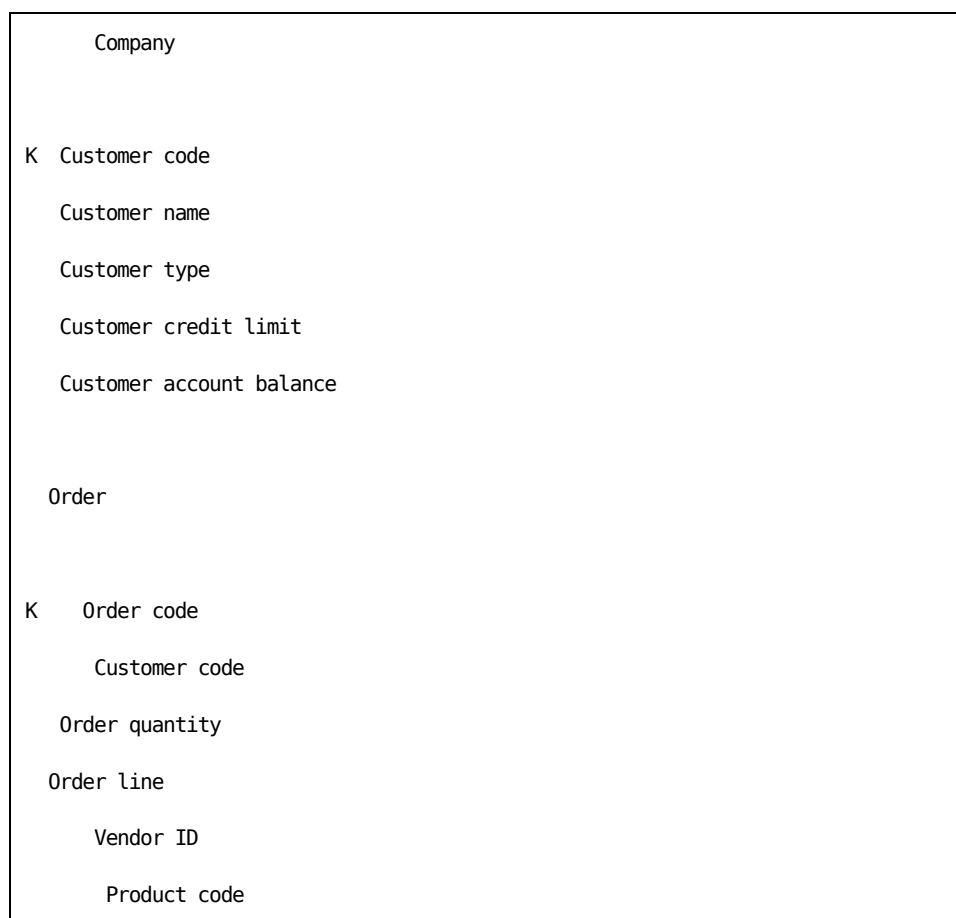 Company
K Customer code
Customer name
Customer type
Customer credit limit
Customer account balance
Order
K Order code
Customer code
Order quantity
Order line
Vendor ID
Product code